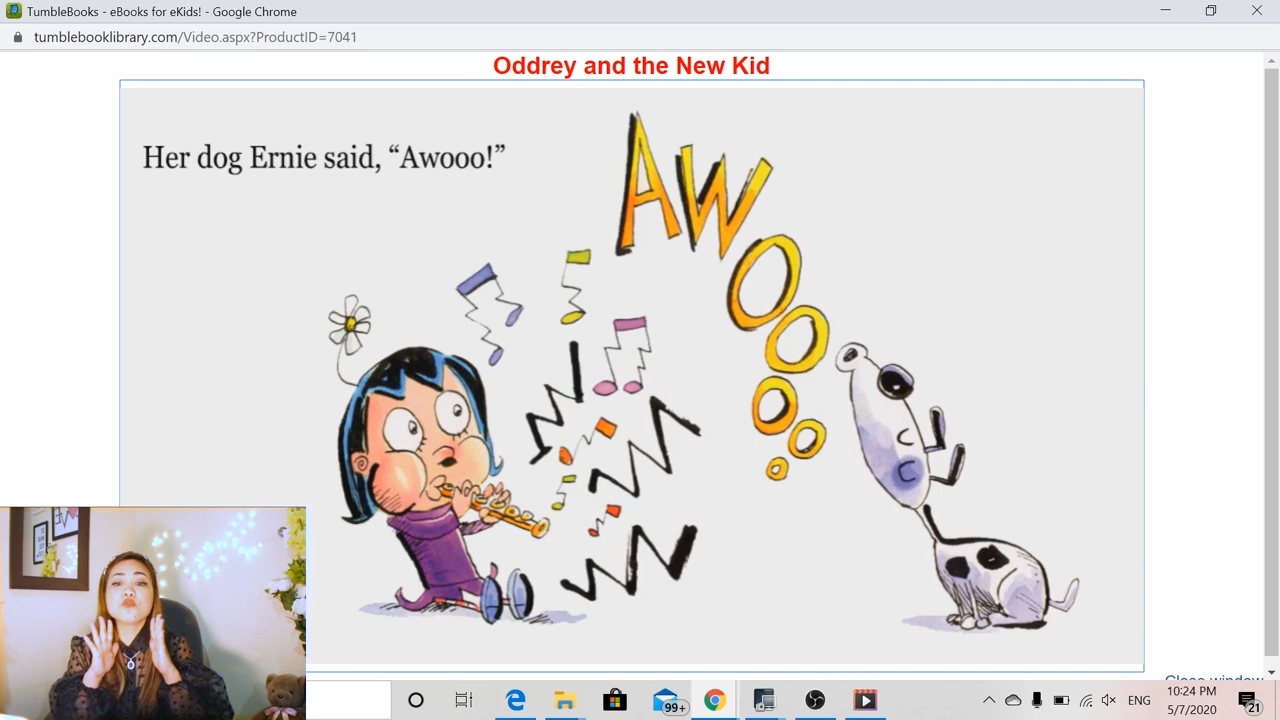 TumbleBooks - eBooks for eKids! - Google Chrome
tumblebooklibrary.com/Video.aspx?ProductID=7041
Oddrey and the New Kid
Her dog Ernie said, “Awooo!”
AWOOOOO
99+
ENG
10:24 PM
5/7/2020
21